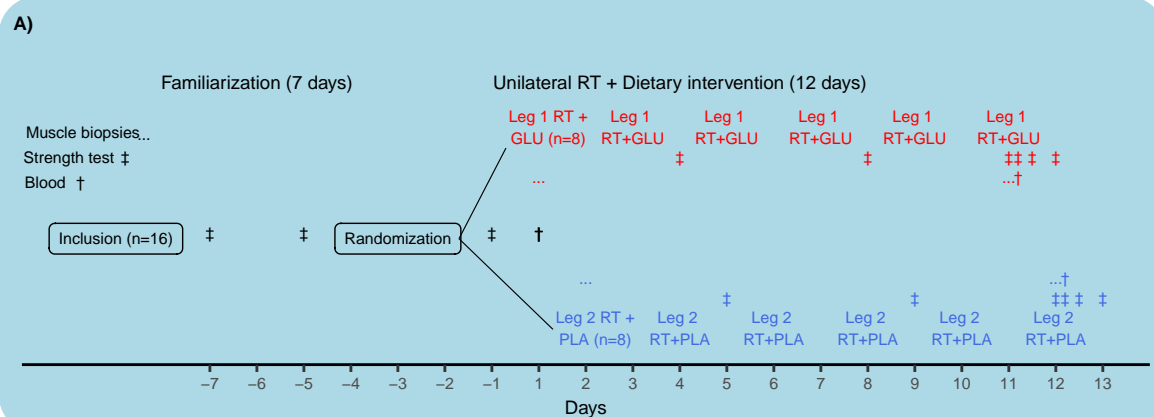 A)
Familiarization (7 days) Unilateral RT + Dietary intervention (12 days)
Leg 1 RT + Leg 1 Leg 1 Leg 1 Leg 1 Leg 1
GLU (n=8) RT+GLU RT+GLU RT+GLU RT+GLU RT+GLU
Muscle biopsies...
Strength test ‡ ‡ ‡ ‡‡ ‡ ‡
Blood † ... ...†
Inclusion (n=16) ‡ ‡ Randomization ‡ †
... ...†
‡ ‡ ‡‡ ‡ ‡
Leg 2 RT + Leg 2 Leg 2 Leg 2 Leg 2 Leg 2
PLA (n=8) RT+PLA RT+PLA RT+PLA RT+PLA RT+PLA
−7 −6 −5 −4 −3 −2 −1 1 2 3 4 5 6 7 8 9 10 11 12 13
Days